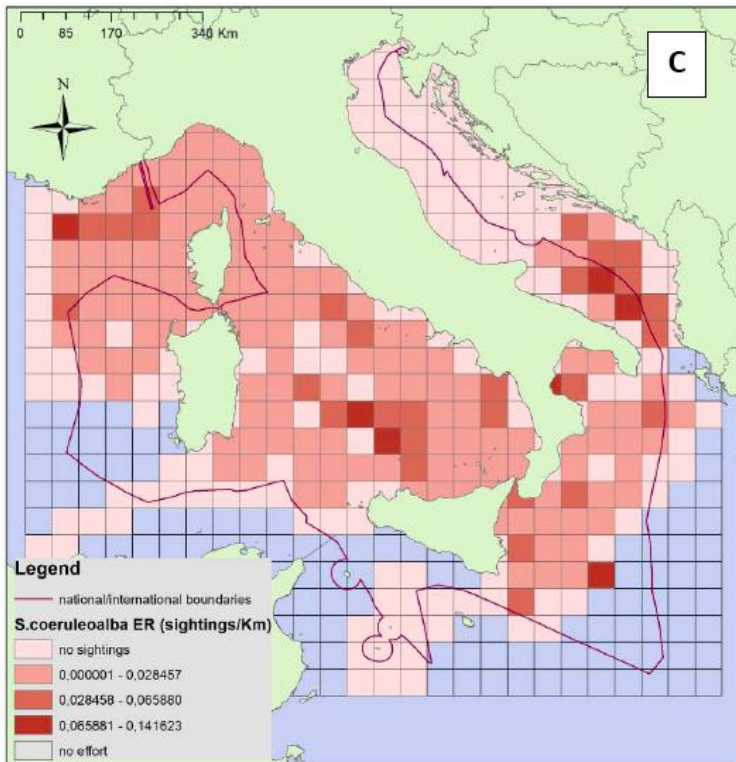 0 85 170 340 Km
C
N
Legend
national/international boundaries
S.coeruleoalba ER (sightings/Km)
no sightings
0,000001 - 0,028457
0,028458 - 0,065880
0,065881 - 0,141623
no effort